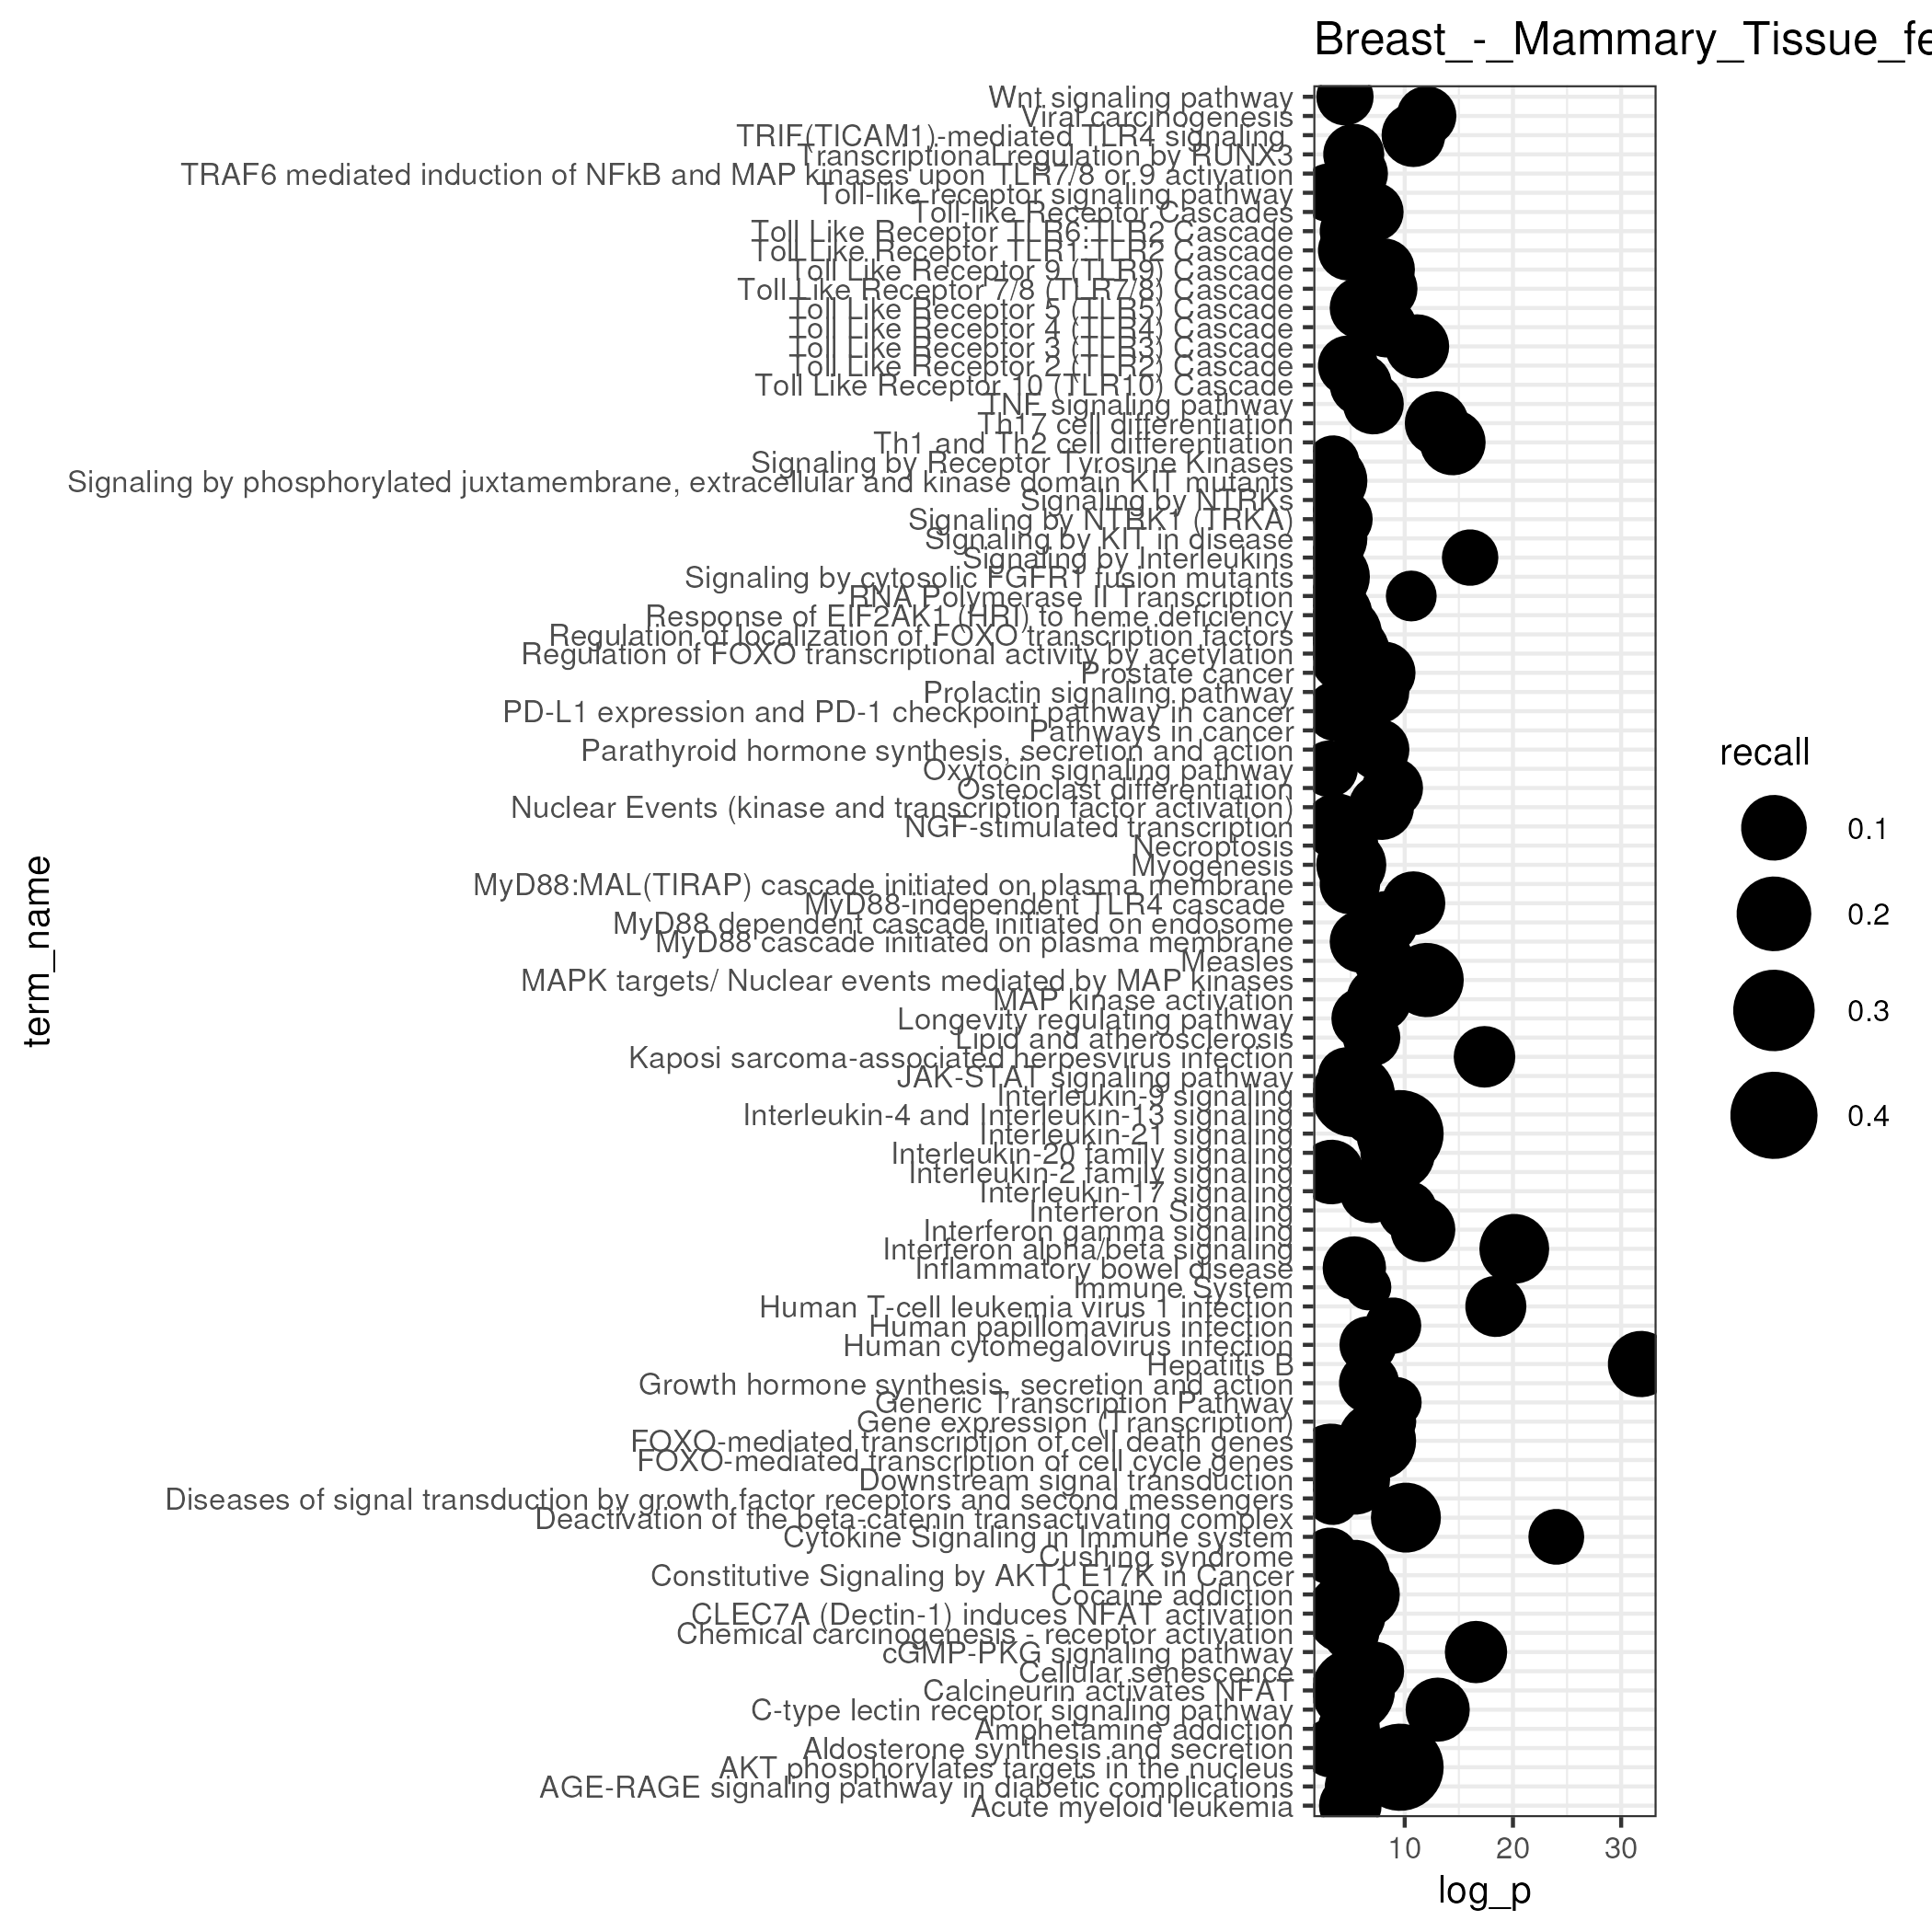 Breast_-_Mammary_Tissue_fe
Wnt signaling pathway
Viral carcinogenesis
TRIF(TICAM1)-mediated TLR4 signaling
Transcriptional regulation by RUNX3
TRAF6 mediated induction of NFkB and MAP kinases upon TLR7/8 or 9 activation
Toll-like receptor signaling pathway
Toll-like Receptor Cascades
Toll Like Receptor TLR6:TLR2 Cascade
Toll Like Receptor TLR1:TLR2 Cascade
Toll Like Receptor 9 (TLR9) Cascade
Toll Like Receptor 7/8 (TLR7/8) Cascade
Toll Like Receptor 5 (TLR5) Cascade
Toll Like Receptor 4 (TLR4) Cascade
Toll Like Receptor 3 (TLR3) Cascade
Toll Like Receptor 2 (TLR2) Cascade
Toll Like Receptor 10 (TLR10) Cascade
TNF signaling pathway
Th17 cell differentiation
Th1 and Th2 cell differentiation
Signaling by Receptor Tyrosine Kinases
Signaling by phosphorylated juxtamembrane, extracellular and kinase domain KIT mutants
Signaling by NTRKs
Signaling by NTRK1 (TRKA)
Signaling by KIT in disease
Signaling by Interleukins
Signaling by cytosolic FGFR1 fusion mutants
RNA Polymerase II Transcription
Response of EIF2AK1 (HRI) to heme deficiency
Regulation of localization of FOXO transcription factors
Regulation of FOXO transcriptional activity by acetylation
Prostate cancer
Prolactin signaling pathway
PD-L1 expression and PD-1 checkpoint pathway in cancer
Pathways in cancer
Parathyroid hormone synthesis, secretion and action
Oxytocin signaling pathway
Osteoclast differentiation
Nuclear Events (kinase and transcription factor activation)
NGF-stimulated transcription
Necroptosis
Myogenesis
MyD88:MAL(TIRAP) cascade initiated on plasma membrane
MyD88-independent TLR4 cascade
MyD88 dependent cascade initiated on endosome
MyD88 cascade initiated on plasma membrane
Measles
MAPK targets/ Nuclear events mediated by MAP kinases
MAP kinase activation
Longevity regulating pathway
Lipid and atherosclerosis
Kaposi sarcoma-associated herpesvirus infection
JAK-STAT signaling pathway
Interleukin-9 signaling
Interleukin-4 and Interleukin-13 signaling
Interleukin-21 signaling
Interleukin-20 family signaling
Interleukin-2 family signaling
Interleukin-17 signaling
Interferon Signaling
Interferon gamma signaling
Interferon alpha/beta signaling
Inflammatory bowel disease
Immune System
Human T-cell leukemia virus 1 infection
Human papillomavirus infection
Human cytomegalovirus infection
Hepatitis B
Growth hormone synthesis, secretion and action
Generic Transcription Pathway
Gene expression (Transcription)
FOXO-mediated transcription of cell death genes
FOXO-mediated transcription of cell cycle genes
Downstream signal transduction
Diseases of signal transduction by growth factor receptors and second messengers
Deactivation of the beta-catenin transactivating complex
Cytokine Signaling in Immune system
Cushing syndrome
Constitutive Signaling by AKT1 E17K in Cancer
Cocaine addiction
CLEC7A (Dectin-1) induces NFAT activation
Chemical carcinogenesis - receptor activation
cGMP-PKG signaling pathway
Cellular senescence
Calcineurin activates NFAT
C-type lectin receptor signaling pathway
Amphetamine addiction
Aldosterone synthesis and secretion
AKT phosphorylates targets in the nucleus
AGE-RAGE signaling pathway in diabetic complications
Acute myeloid leukemia
term_name
10 20 30
log_p
recall
0.1
0.2
0.3
0.4